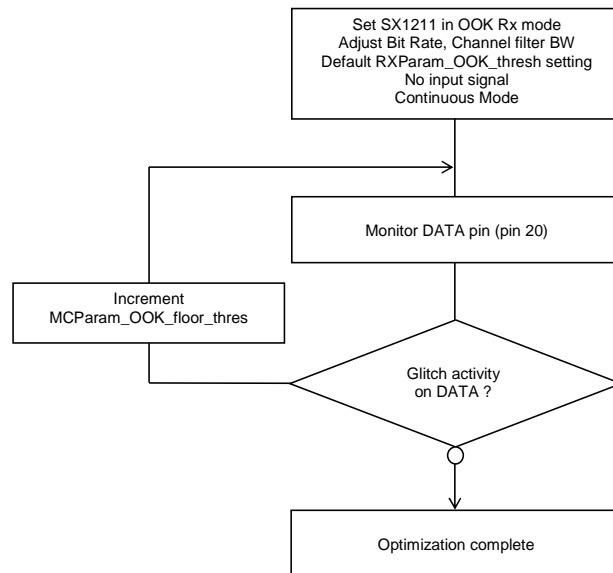 Set SX1211 in OOK Rx mode
Adjust Bit Rate, Channel filter BW
Default RXParam_OOK_thresh setting
No input signal
Continuous Mode
Monitor DATA pin (pin 20)
Increment
MCParam_OOK_floor_thres
Glitch activity
on DATA ?
Optimization complete